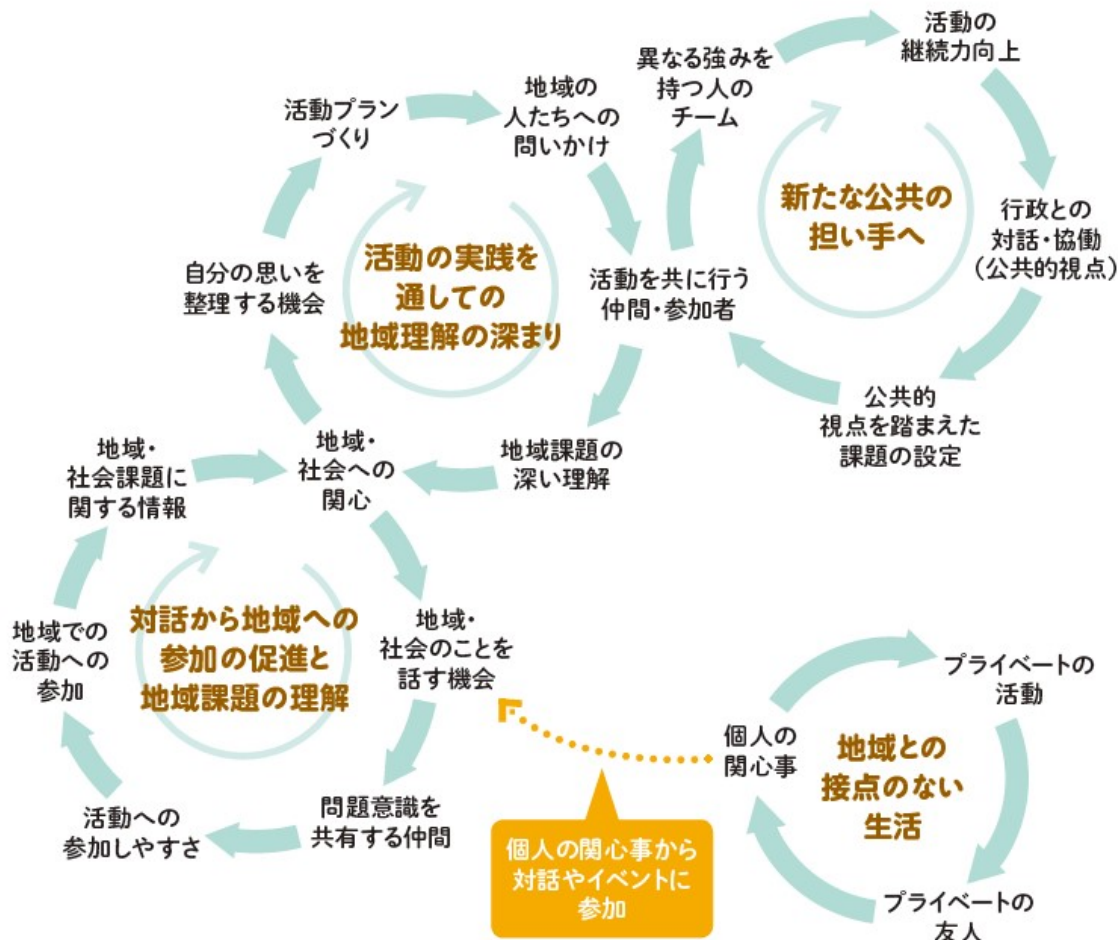 活動の
継続力向上
異なる強みを
持つ人の
チーム
地域の
人たちへの
問いかけ
活動プラン
づくり
新たな公共の
担い手へ
行政との
対話・協働
（公共的視点）
活動の実践を
通しての
地域理解の深まり
自分の思いを
整理する機会
活動を共に行う
仲間・参加者
公共的
視点を踏まえた
課題の設定
地域・
社会課題に
関する情報
地域・
社会への
関心
地域課題の
深い理解
対話から地域への
参加の促進と
地域課題の理解
地域での
活動への
参加
地域・
社会のことを
話す機会
活動への
参加しやすさ
問題意識を
共有する仲間
個人の関心事から
対話やイベントに
参加
個人の
関心事
プライベートの
活動
地域との
接点のない
生活
プライベートの
友人